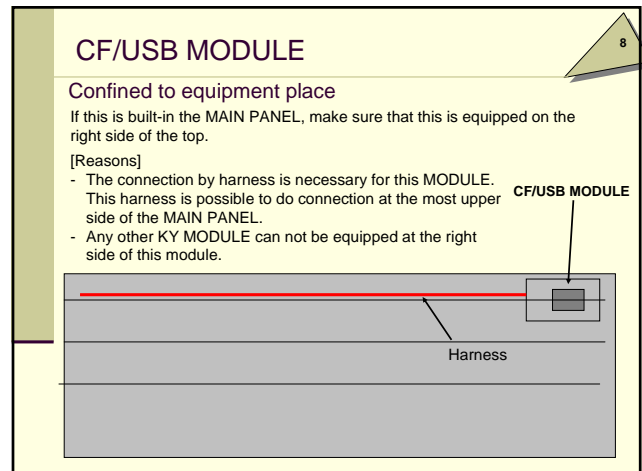 CF/USB MODULE
8
Confined to equipment place
If this is built-in the MAIN PANEL, make sure that this is equipped on the
right side of the top.
[Reasons]
- The connection by harness is necessary for this MODULE.
This harness is possible to do connection at the most upper
side of the MAIN PANEL.
- Any other KY MODULE can not be equipped at the right
side of this module.
CF/USB MODULE
Harness